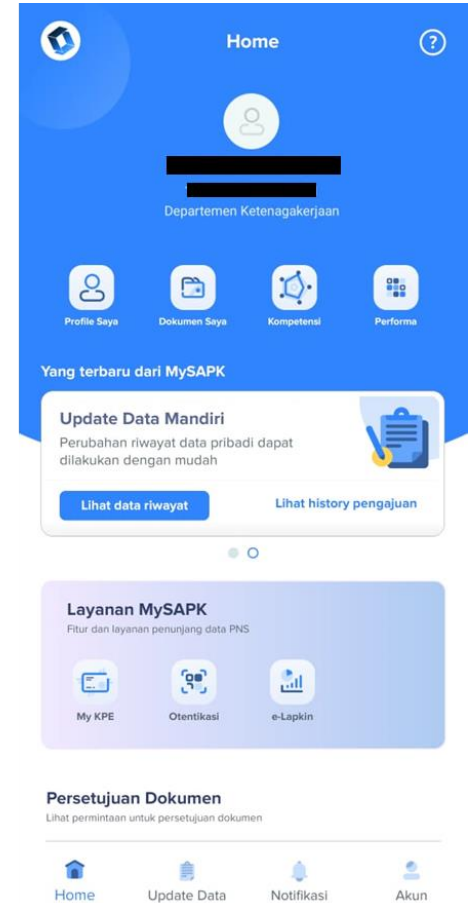 Home
?
Departemen Ketenagakerjaan
Profile Saya
Dokumen Saya
Kompetensi
Performa
Yang terbaru dari MySAPK
Update Data Mandiri
Perubahan riwayat data pribadi dapat
dilakukan dengan mudah
Lihat data riwayat
Lihat history pengajuan
Layanan MySAPK
Fitur dan layanan penunjang data PNS
My KPE
Otentikasi
e-Lapkin
Persetujuan Dokumen
Lihat permintaan untuk persetujuan dokumen
Home
Update Data
Notifikasi
Akun